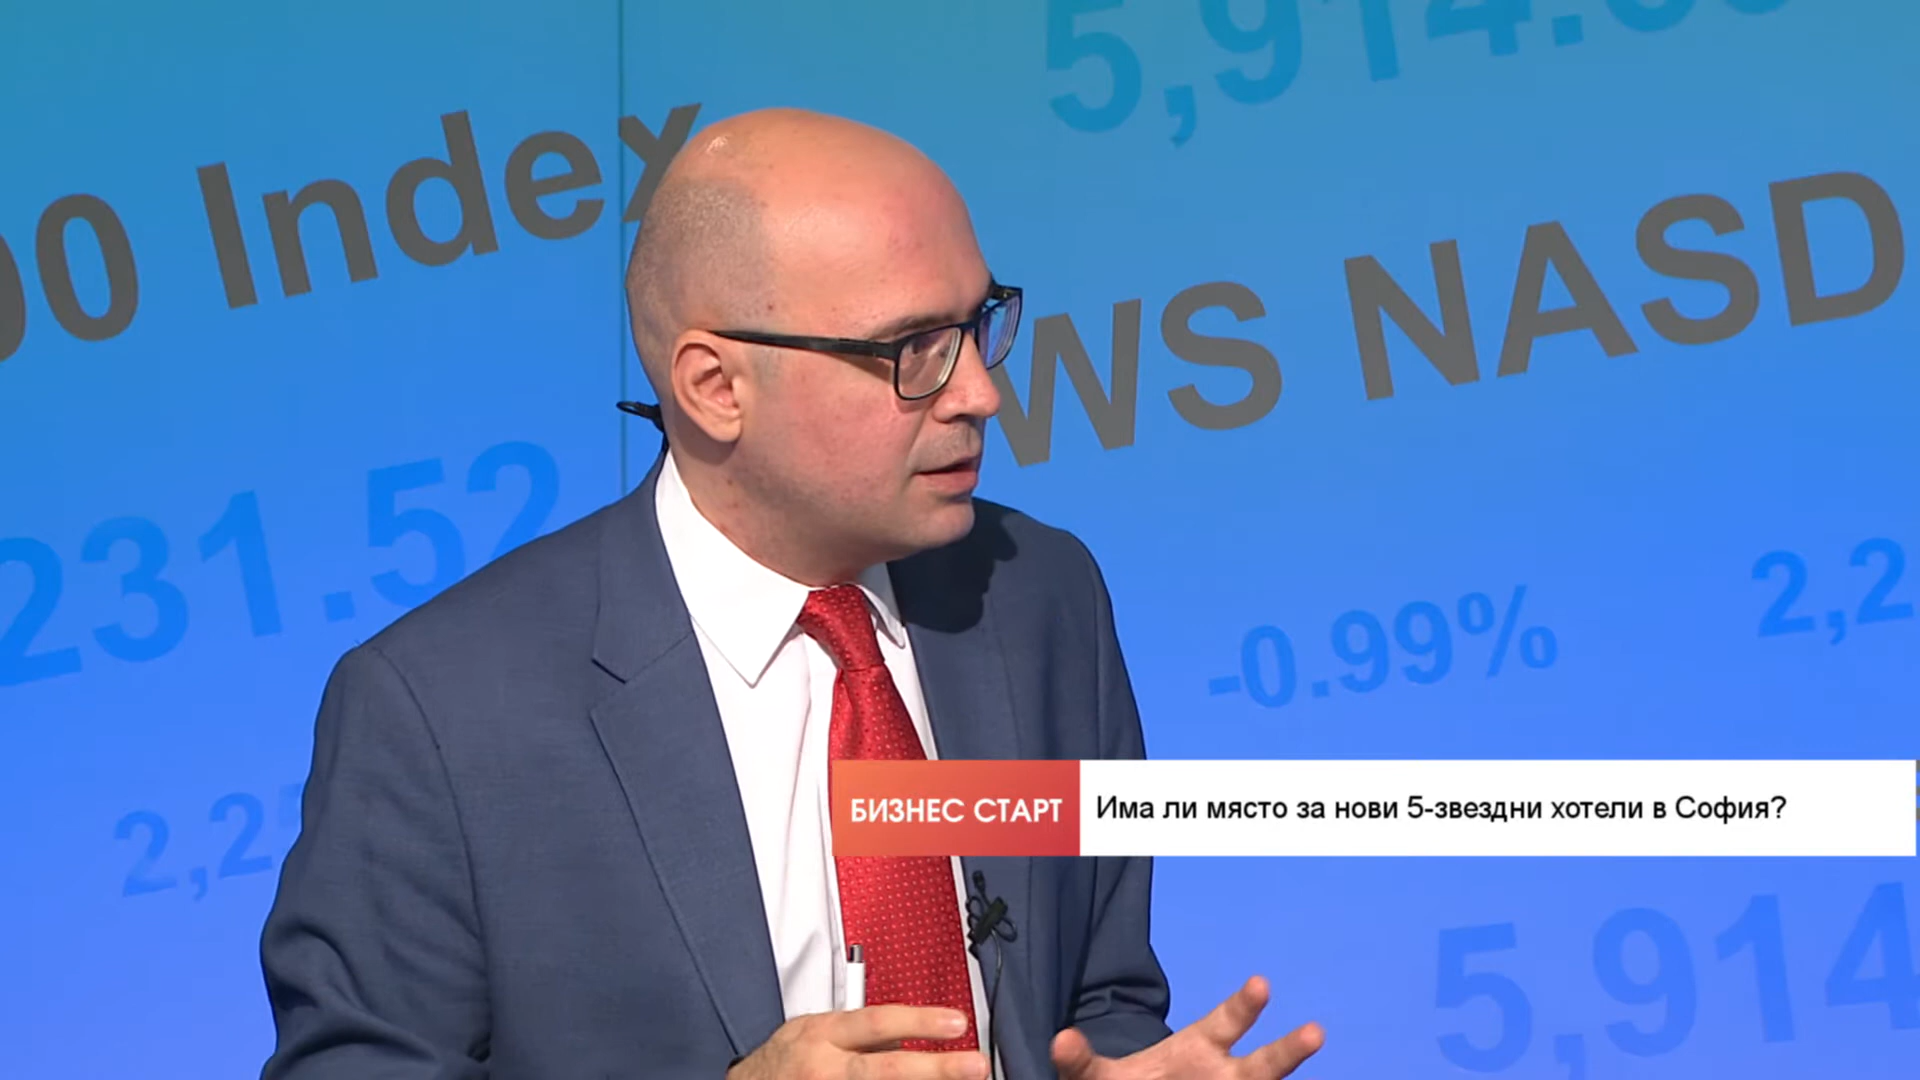 5,914.
00 Index
WS NASD
231.52
-0.99%
2,2
2,2
БИЗНЕС СТАРТ
Има ли място за нови 5-звездни хотели в София?
5,914